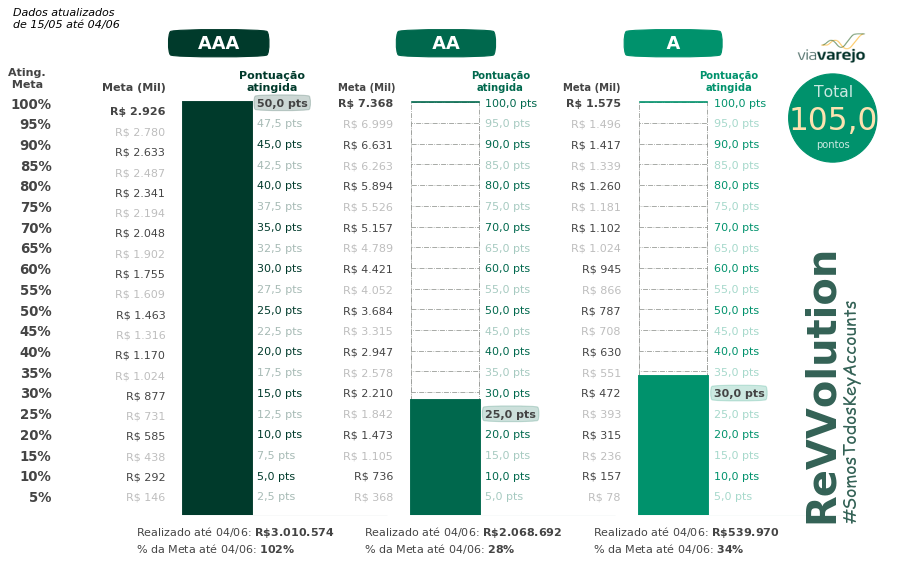 Dados atualizados
de 15/05 até 04/06
AAA
AA
A
viavarejo
Total
105,0
pontos
Ating.
Meta
Meta (Mil)
Pontuação
atingida
Meta (Mil)
Pontuação
atingida
Meta (Mil)
Pontuação
atingida
100% R$ 2.926 50,0 pts R$ 7.368 100,0 pts R$ 1.575 100,0 pts
95% R$ 2.780 47,5 pts R$ 6.999 95,0 pts R$ 1.496 95,0 pts
90% R$ 2.633 45,0 pts R$ 6.631 90,0 pts R$ 1.417 90,0 pts
85% R$ 2.487 42,5 pts R$ 6.263 85,0 pts R$ 1.339 85,0 pts
80% R$ 2.341 40,0 pts R$ 5.894 80,0 pts R$ 1.260 80,0 pts
75% R$ 2.194 37,5 pts R$ 5.526 75,0 pts R$ 1.181 75,0 pts
70% R$ 2.048 35,0 pts R$ 5.157 70,0 pts R$ 1.102 70,0 pts
65% R$ 1.902 32,5 pts R$ 4.789 65,0 pts R$ 1.024 65,0 pts
60% R$ 1.755 30,0 pts R$ 4.421 60,0 pts R$ 945 60,0 pts
55% R$ 1.609 27,5 pts R$ 4.052 55,0 pts R$ 866 55,0 pts
50% R$ 1.463 25,0 pts R$ 3.684 50,0 pts R$ 787 50,0 pts
45% R$ 1.316 22,5 pts R$ 3.315 45,0 pts R$ 708 45,0 pts
40% R$ 1.170 20,0 pts R$ 2.947 40,0 pts R$ 630 40,0 pts
35% R$ 1.024 17,5 pts R$ 2.578 35,0 pts R$ 551 35,0 pts
30% R$ 877 15,0 pts R$ 2.210 30,0 pts R$ 472 30,0 pts
25% R$ 731 12,5 pts R$ 1.842 25,0 pts R$ 393 25,0 pts
20% R$ 585 10,0 pts R$ 1.473 20,0 pts R$ 315 20,0 pts
15% R$ 438 7,5 pts R$ 1.105 15,0 pts R$ 236 15,0 pts
10% R$ 292 5,0 pts R$ 736 10,0 pts R$ 157 10,0 pts
5% R$ 146 2,5 pts R$ 368 5,0 pts R$ 78 5,0 pts
Realizado até 04/06: R$3.010.574
% da Meta até 04/06: 102%
Realizado até 04/06: R$2.068.692
% da Meta até 04/06: 28%
Realizado até 04/06: R$539.970
% da Meta até 04/06: 34%
ReVVolution
#SomosTodosKeyAccounts